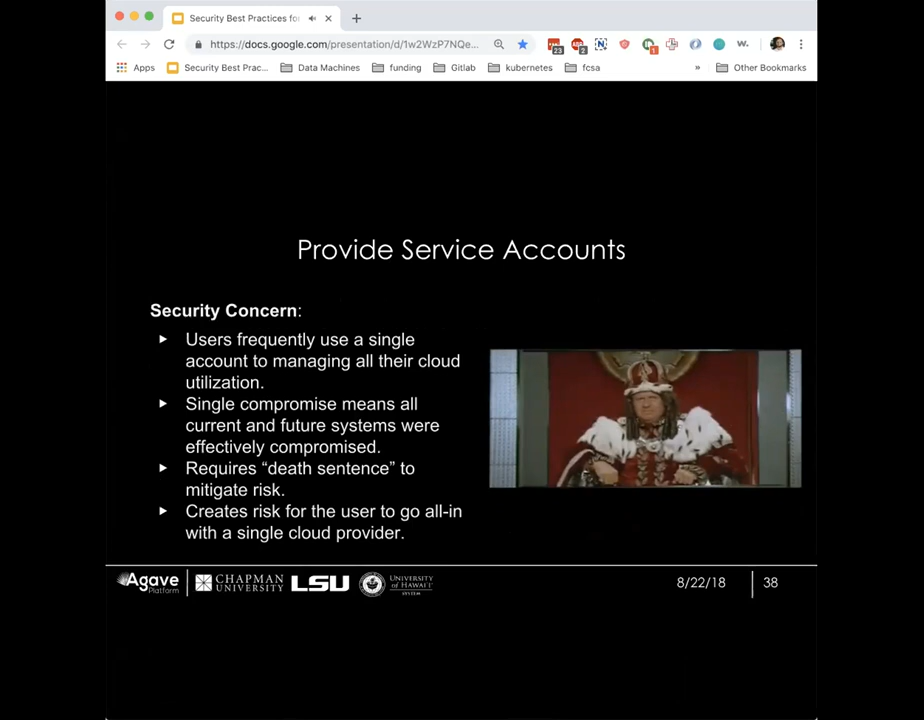 Security Best Practices for
https://docs.google.com/presentation/d/1w2WzP7NQe...
Apps
Security Best Prac...
Data Machines
funding
Gitlab
kubernetes
fcsa
»
Other Bookmarks
Provide Service Accounts
Security Concern:
Users frequently use a single
account to managing all their cloud
utilization.
Single compromise means all
current and future systems were
effectively compromised.
Requires “death sentence” to
mitigate risk.
Creates risk for the user to go all-in
with a single cloud provider.
Agave
Platform
CHAPMAN
UNIVERSITY
LSU
UNIVERSITY
OF HAWAI‘I
SYSTEM
8/22/18
38